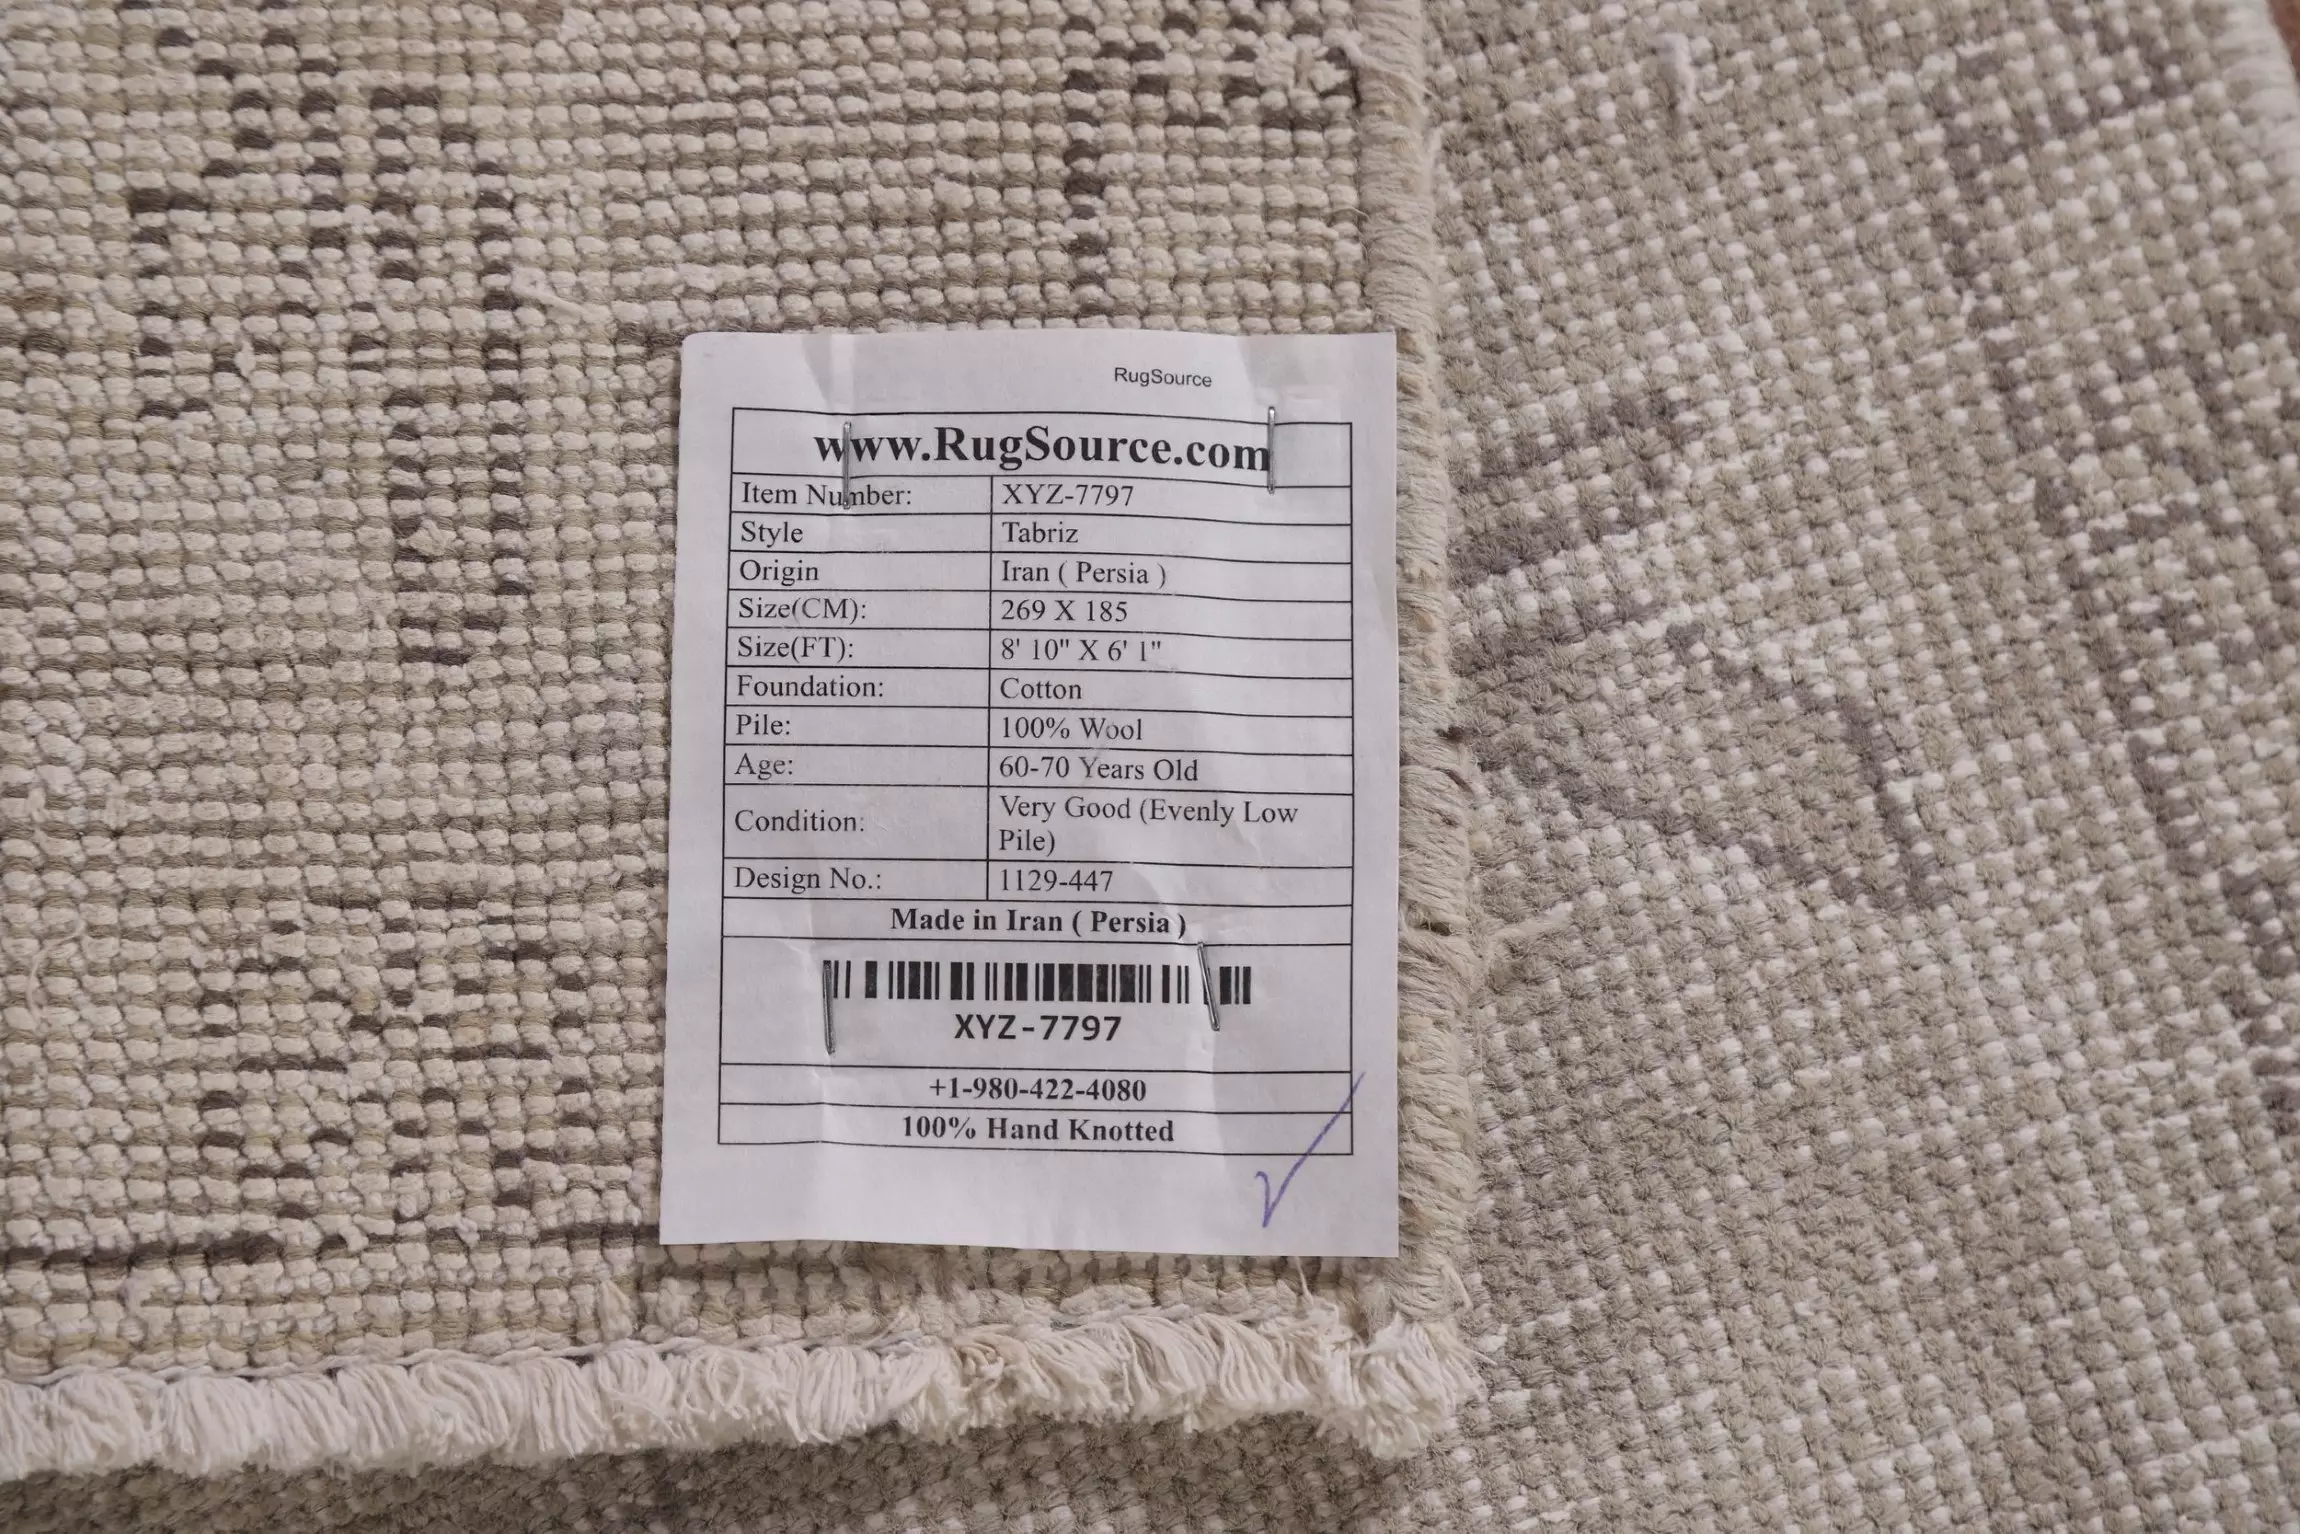 RugSource
www.RugSource.com
Item Number: XYZ-7797
Style Tabriz
Origin Iran ( Persia )
Size(CM): 269 X 185
Size(FT): 8' 10" X 6' 1"
Foundation: Cotton
Pile: 100% Wool
Age: 60-70 Years Old
Condition: Very Good (Evenly Low
Pile)
Design No.: 1129-447
Made in Iran ( Persia )
XYZ-7797
+1-980-422-4080
100% Hand Knotted